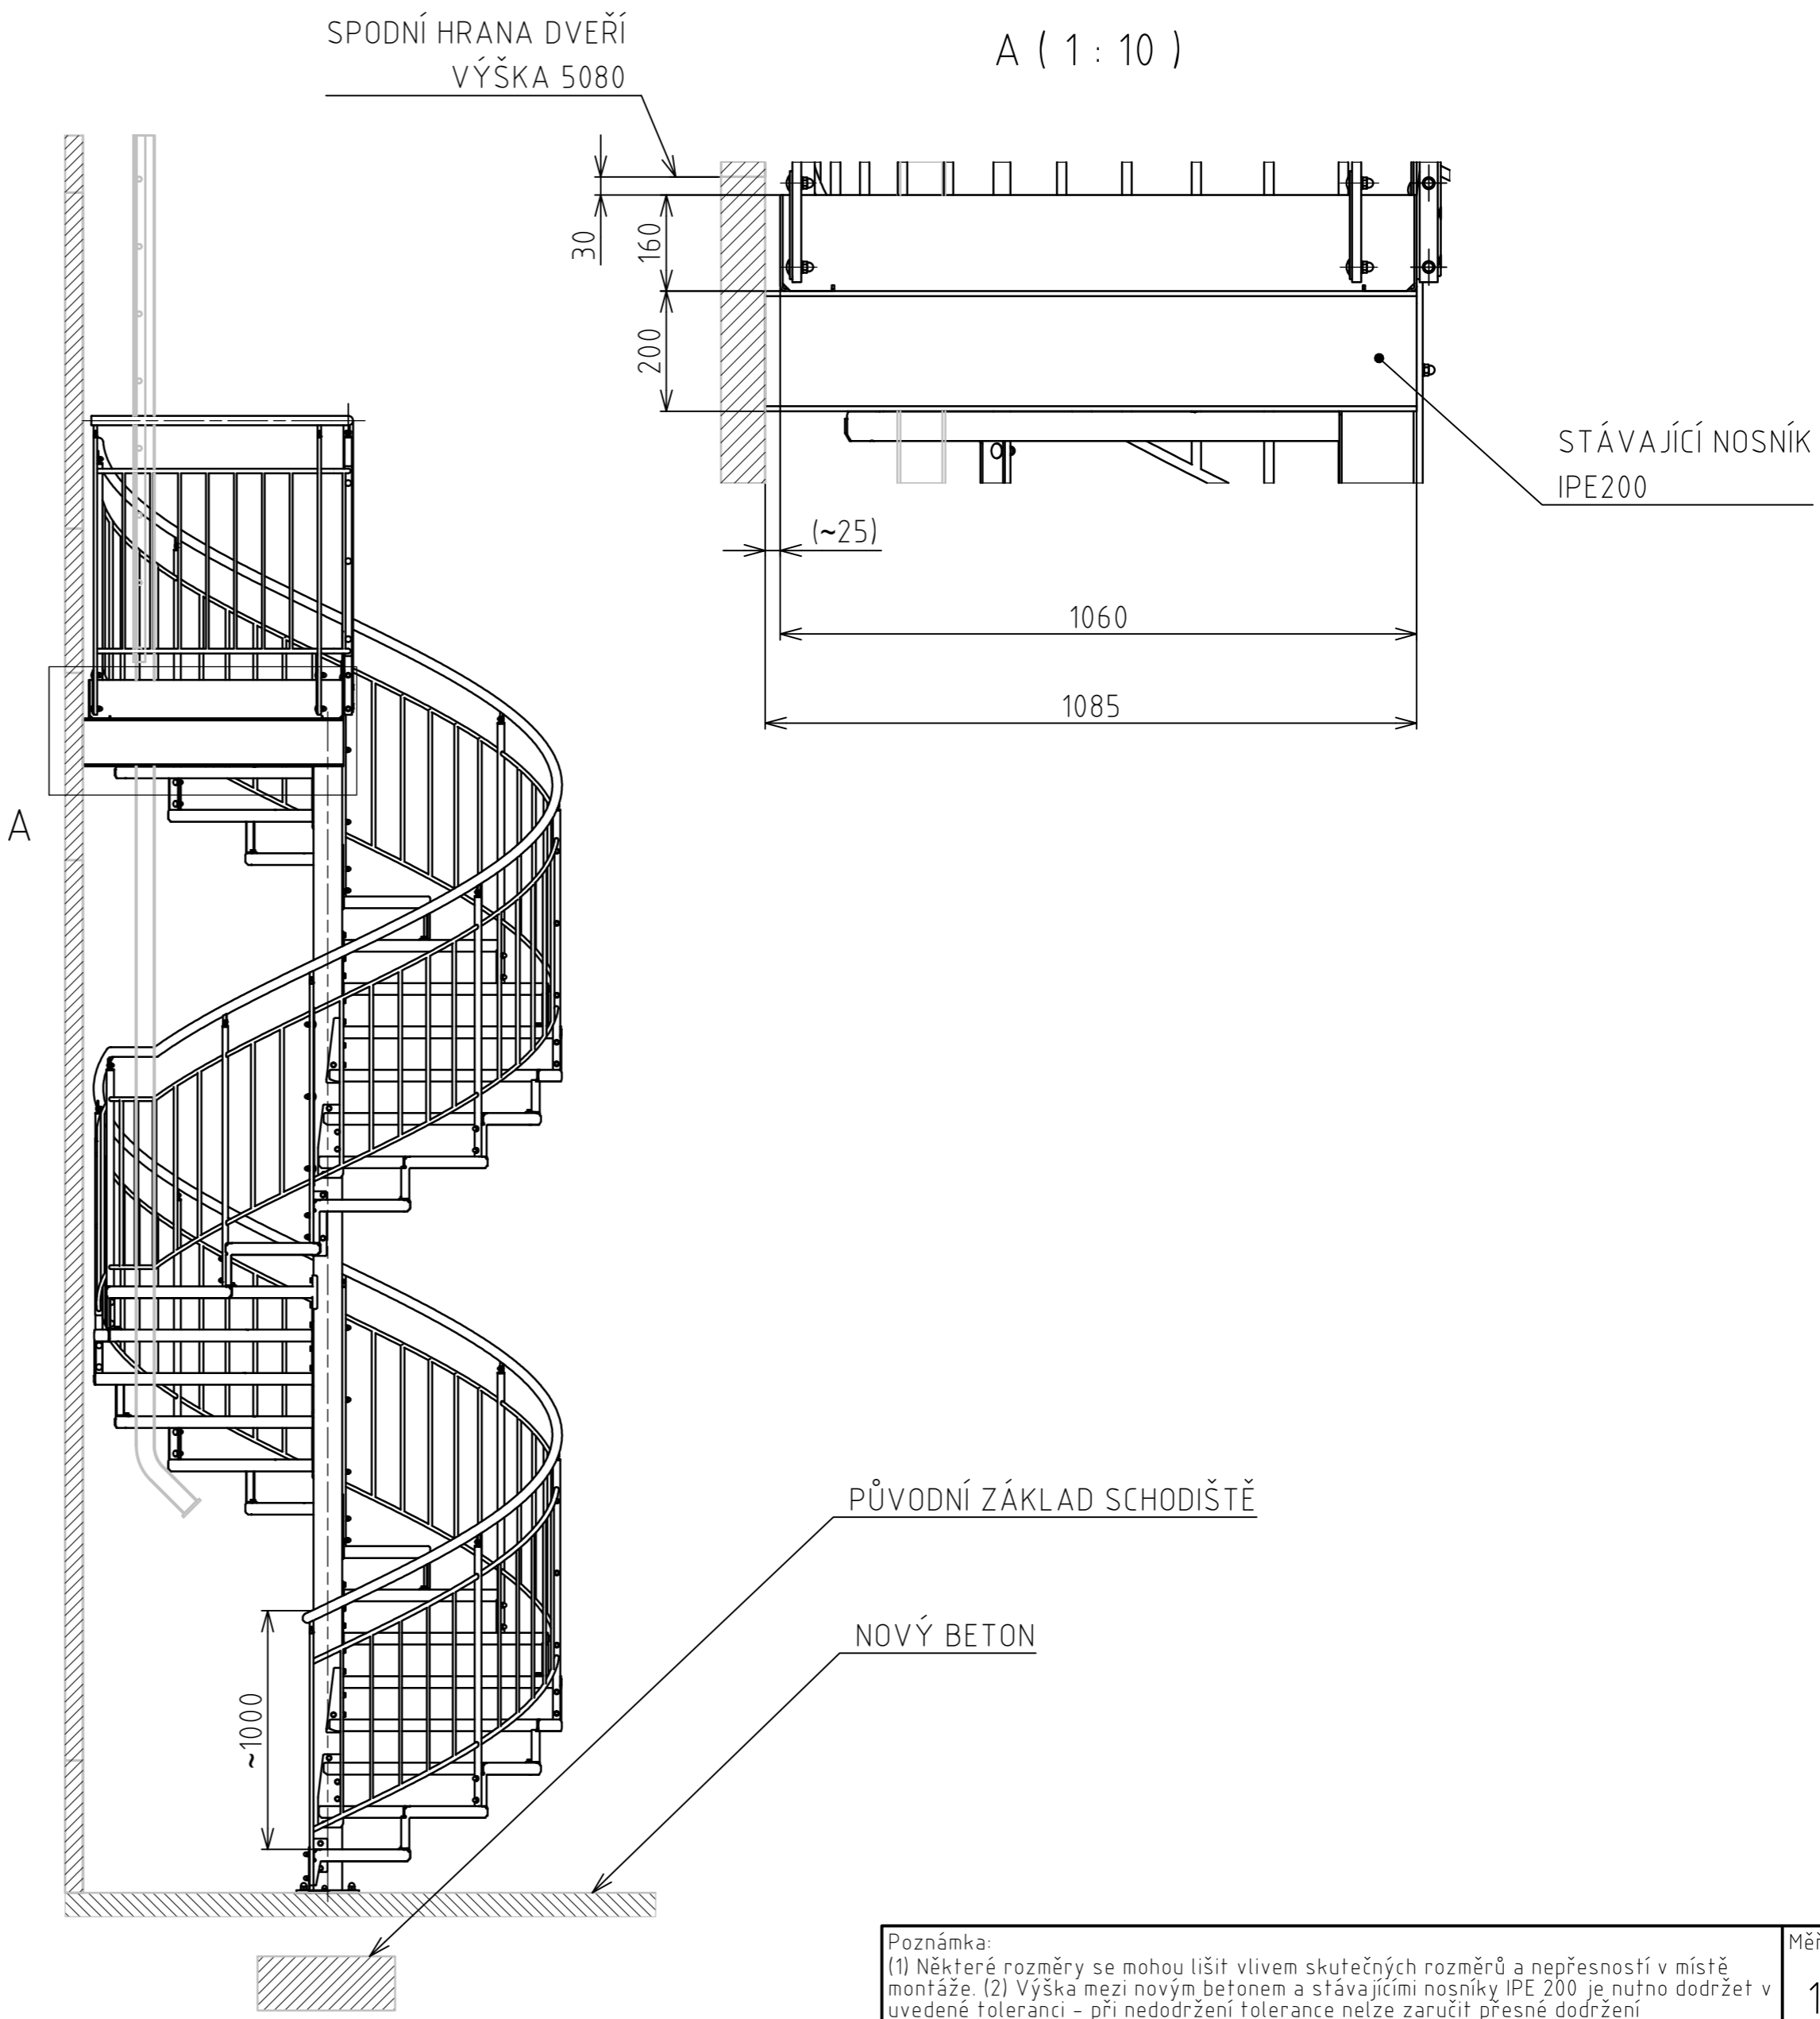 SPODNÍ HRANA DVEŘÍ
VÝŠKA 5080
A ( 1 : 10 )
30
160
200
STÁVAJÍCÍ NOSNÍK
IPE200
(~25)
1060
1085
A
PŮVODNÍ ZÁKLAD SCHODIŠTĚ
NOVÝ BETON
~1000
Poznámka:
(1) Některé rozměry se mohou lišit vlivem skutečných rozměrů a nepřesností v místě
montáže. (2) Výška mezi novým betonem a stávajícími nosníky IPE 200 je nutno dodržet v
uvedené toleranci - při nedodržení tolerance nelze zaručit přesné dodržení